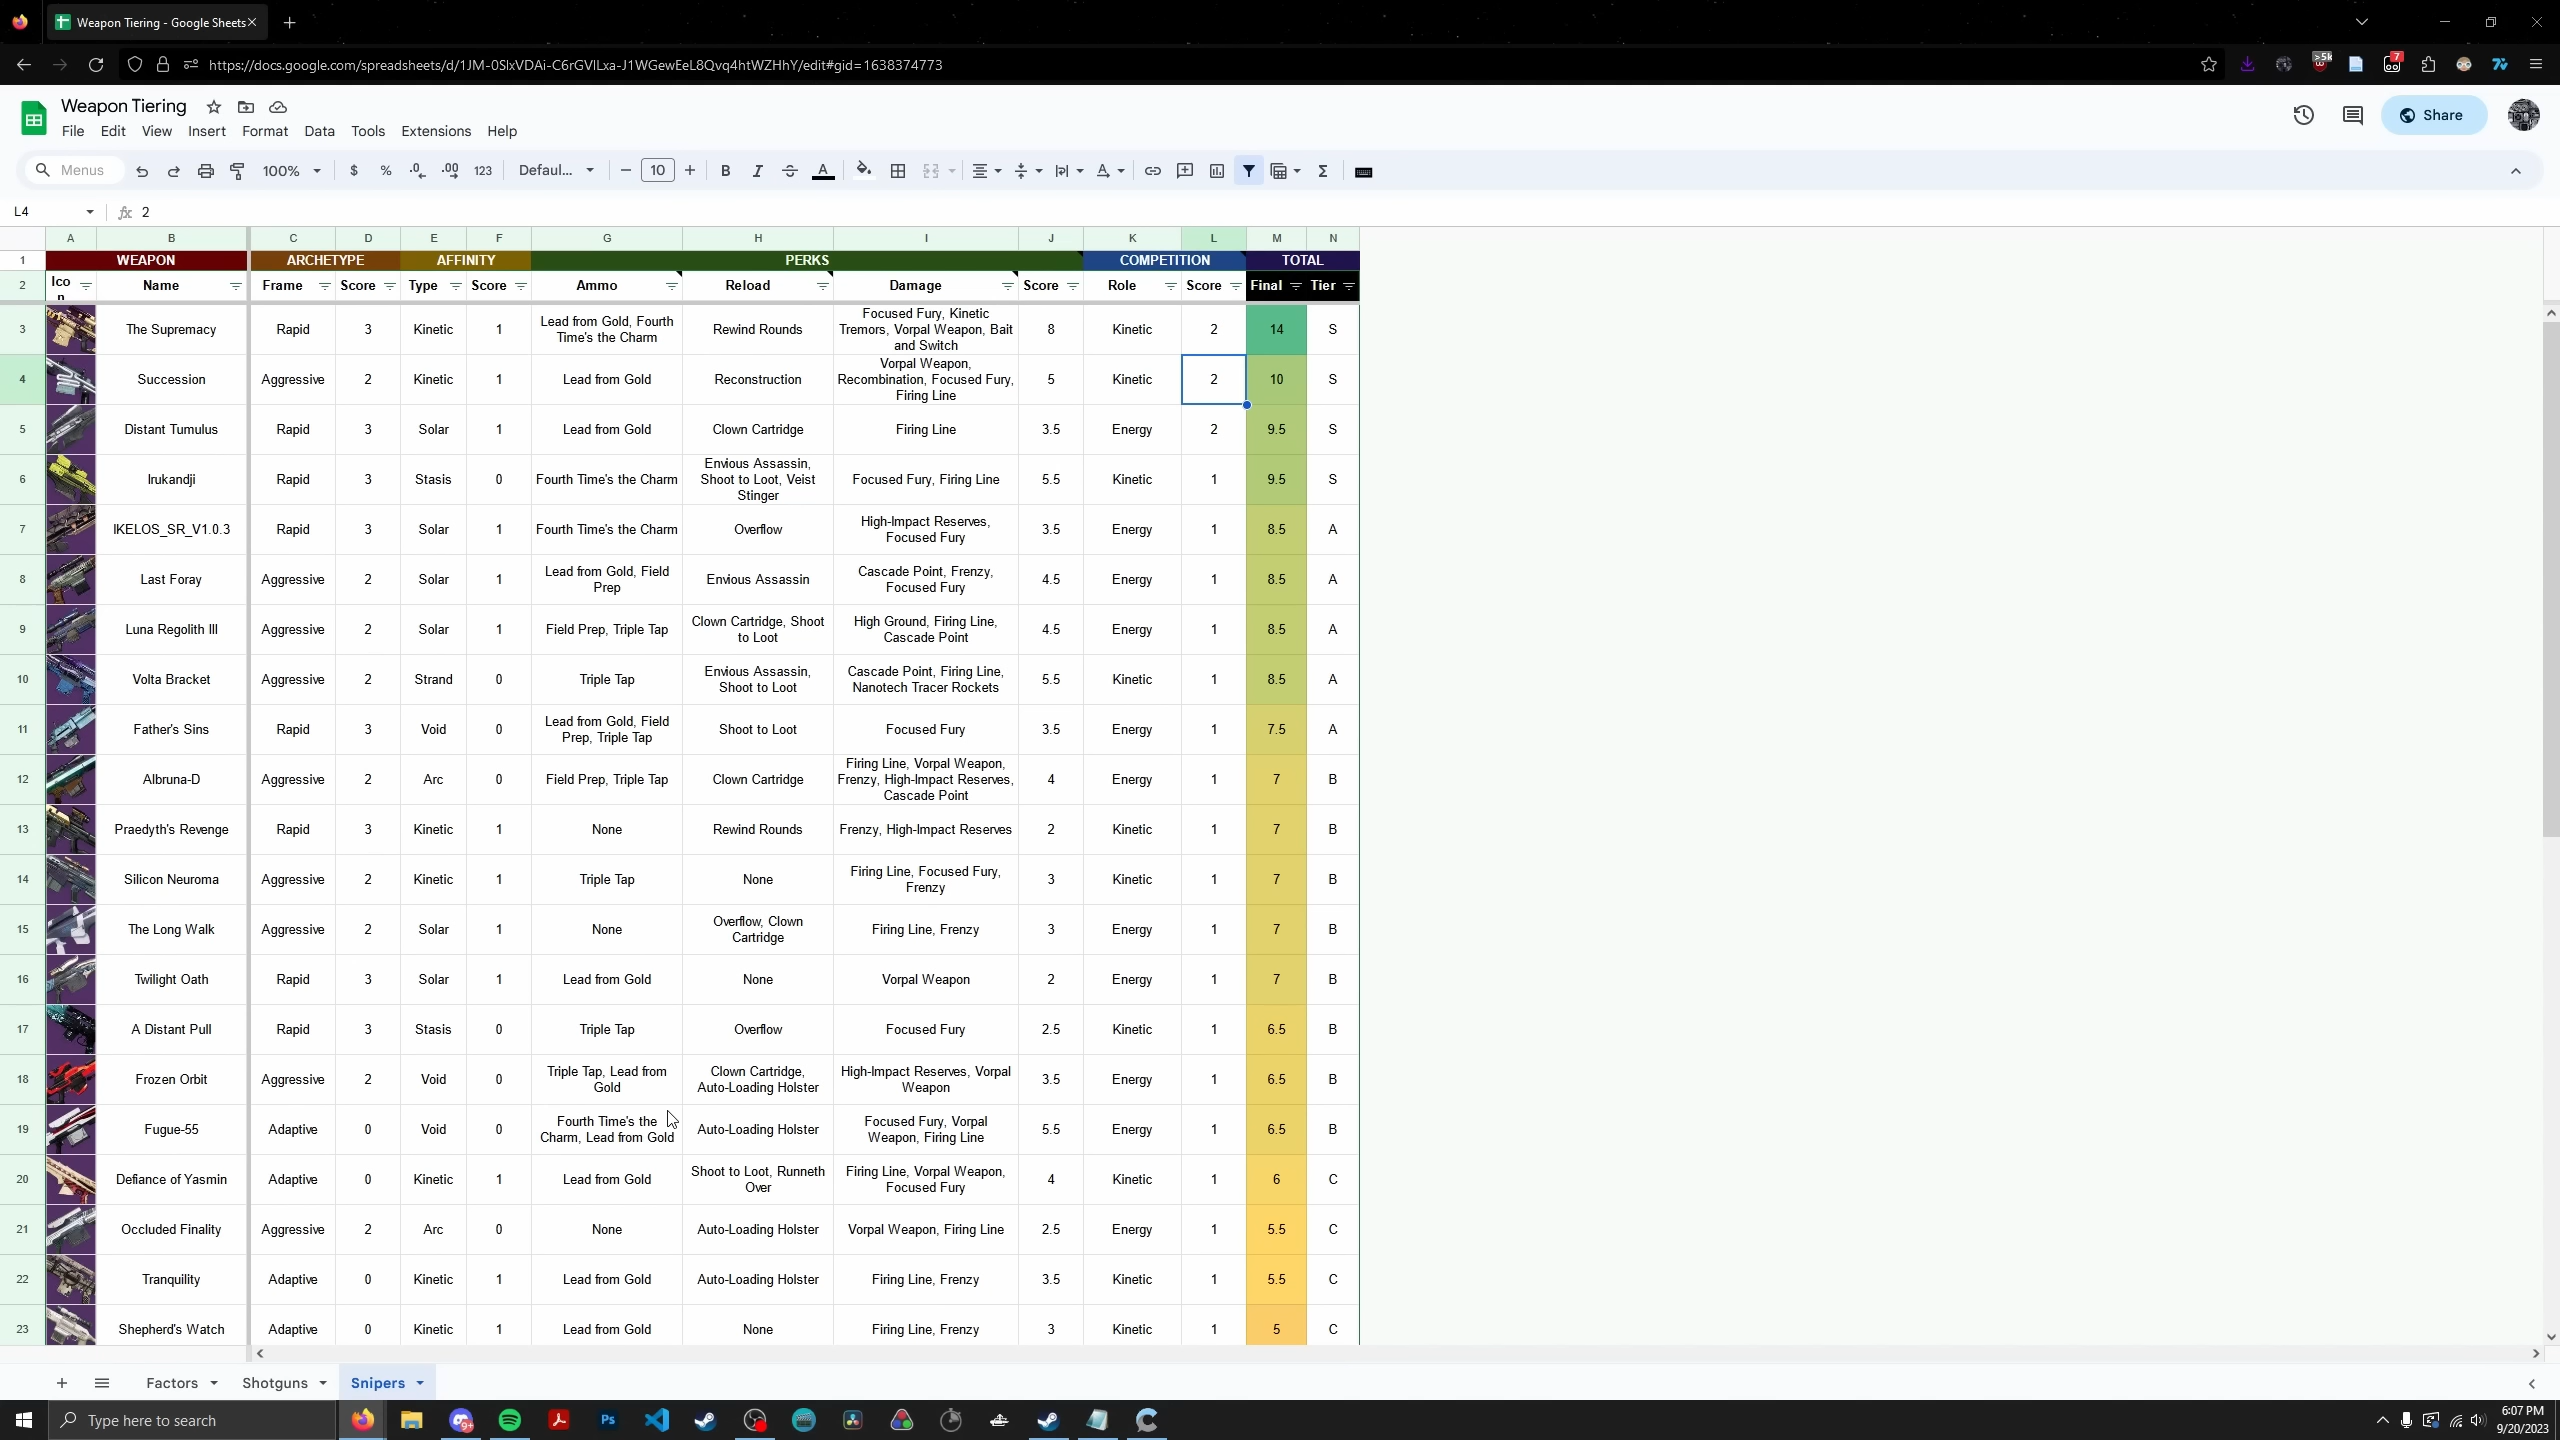 Weapon Tiering - Google Sheets
https://docs.google.com/spreadsheets/d/1JM-0SlxVDAi-C6rGVlLxa-J1WGewEeL8Qvq4htWZHhY/edit#gid=1638374773
>5k
7
Weapon Tiering
File Edit View Insert Format Data Tools Extensions Help
Share
Menus 100% $ % .0 .00 123 Defaul... 10 B I A
L4 fx 2
A B C D E F G H I J K L M N
1 WEAPON ARCHETYPE AFFINITY PERKS COMPETITION TOTAL
2 Ico
n Name Frame Score Type Score Ammo Reload Damage Score Role Score Final Tier
3 The Supremacy Rapid 3 Kinetic 1 Lead from Gold, Fourth
Time's the Charm Rewind Rounds Focused Fury, Kinetic
Tremors, Vorpal Weapon, Bait
and Switch 8 Kinetic 2 14 S
4 Succession Aggressive 2 Kinetic 1 Lead from Gold Reconstruction Vorpal Weapon,
Recombination, Focused Fury,
Firing Line 5 Kinetic 2 10 S
5 Distant Tumulus Rapid 3 Solar 1 Lead from Gold Clown Cartridge Firing Line 3.5 Energy 2 9.5 S
6 Irukandji Rapid 3 Stasis 0 Fourth Time's the Charm Envious Assassin,
Shoot to Loot, Veist
Stinger Focused Fury, Firing Line 5.5 Kinetic 1 9.5 S
7 IKELOS_SR_V1.0.3 Rapid 3 Solar 1 Fourth Time's the Charm Overflow High-Impact Reserves,
Focused Fury 3.5 Energy 1 8.5 A
8 Last Foray Aggressive 2 Solar 1 Lead from Gold, Field
Prep Envious Assassin Cascade Point, Frenzy,
Focused Fury 4.5 Energy 1 8.5 A
9 Luna Regolith III Aggressive 2 Solar 1 Field Prep, Triple Tap Clown Cartridge, Shoot
to Loot High Ground, Firing Line,
Cascade Point 4.5 Energy 1 8.5 A
10 Volta Bracket Aggressive 2 Strand 0 Triple Tap Envious Assassin,
Shoot to Loot Cascade Point, Firing Line,
Nanotech Tracer Rockets 5.5 Kinetic 1 8.5 A
11 Father's Sins Rapid 3 Void 0 Lead from Gold, Field
Prep, Triple Tap Shoot to Loot Focused Fury 3.5 Energy 1 7.5 A
12 Albruna-D Aggressive 2 Arc 0 Field Prep, Triple Tap Clown Cartridge Firing Line, Vorpal Weapon,
Frenzy, High-Impact Reserves,
Cascade Point 4 Energy 1 7 B
13 Praedyth's Revenge Rapid 3 Kinetic 1 None Rewind Rounds Frenzy, High-Impact Reserves 2 Kinetic 1 7 B
14 Silicon Neuroma Aggressive 2 Kinetic 1 Triple Tap None Firing Line, Focused Fury,
Frenzy 3 Kinetic 1 7 B
15 The Long Walk Aggressive 2 Solar 1 None Overflow, Clown
Cartridge Firing Line, Frenzy 3 Energy 1 7 B
16 Twilight Oath Rapid 3 Solar 1 Lead from Gold None Vorpal Weapon 2 Energy 1 7 B
17 A Distant Pull Rapid 3 Stasis 0 Triple Tap Overflow Focused Fury 2.5 Kinetic 1 6.5 B
18 Frozen Orbit Aggressive 2 Void 0 Triple Tap, Lead from
Gold Clown Cartridge,
Auto-Loading Holster High-Impact Reserves, Vorpal
Weapon 3.5 Energy 1 6.5 B
19 Fugue-55 Adaptive 0 Void 0 Fourth Time's the
Charm, Lead from Gold Auto-Loading Holster Focused Fury, Vorpal
Weapon, Firing Line 5.5 Energy 1 6.5 B
20 Defiance of Yasmin Adaptive 0 Kinetic 1 Lead from Gold Shoot to Loot, Runneth
Over Firing Line, Vorpal Weapon,
Focused Fury 4 Kinetic 1 6 C
21 Occluded Finality Aggressive 2 Arc 0 None Auto-Loading Holster Vorpal Weapon, Firing Line 2.5 Energy 1 5.5 C
22 Tranquility Adaptive 0 Kinetic 1 Lead from Gold Auto-Loading Holster Firing Line, Frenzy 3.5 Kinetic 1 5.5 C
23 Shepherd's Watch Adaptive 0 Kinetic 1 Lead from Gold None Firing Line, Frenzy 3 Kinetic 1 5 C
Factors Shotguns Snipers
Type here to search
Ps
6:07 PM
9/20/2023